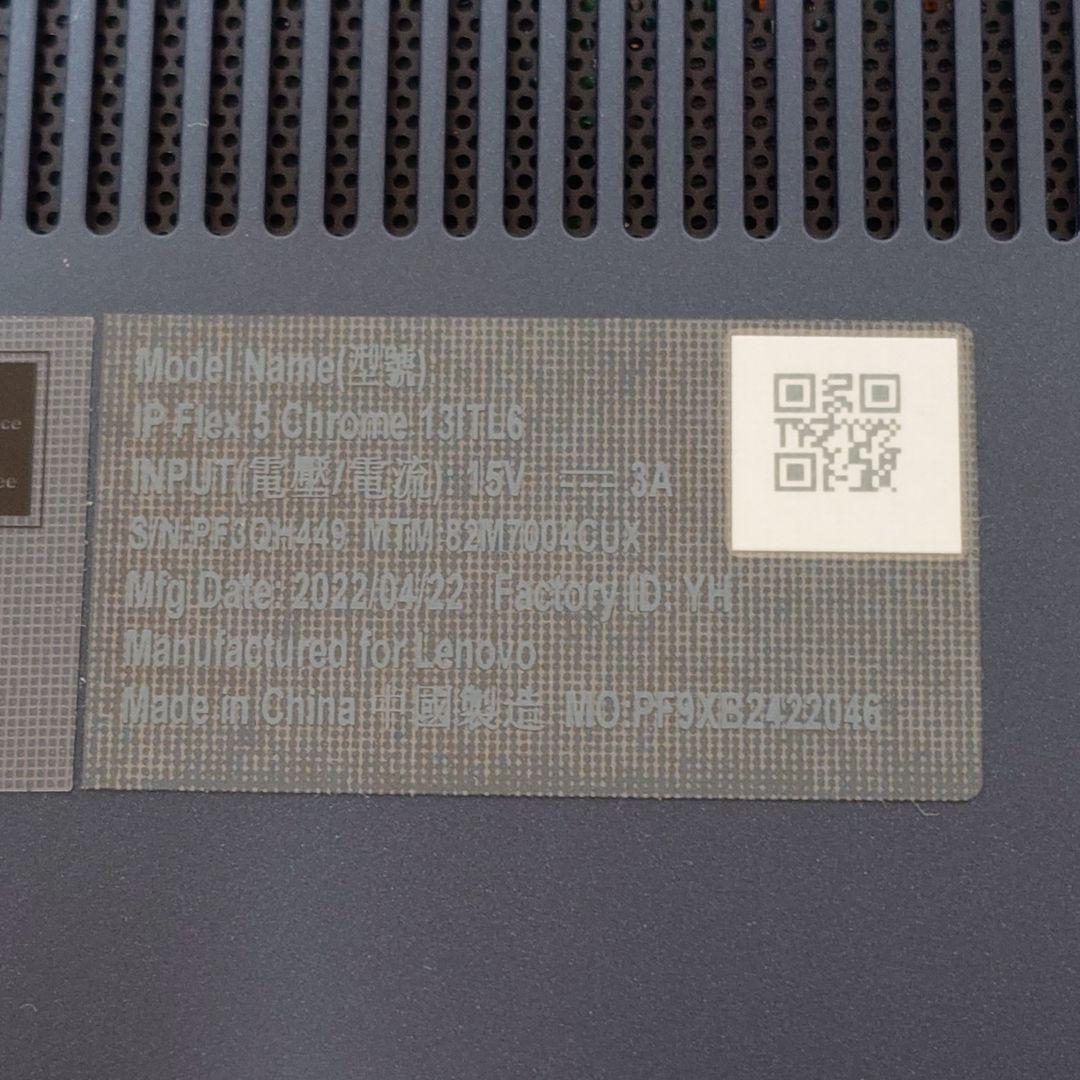 Model Name(型號)
IP Flex 5 Chrome 13ITL6
INPUT(電壓/電流): 15V ⎓ 3A
S/N:PF3QH449 MTM:82M7004CUX
Mfg Date: 2022/04/22 Factory ID: YH
Manufactured for Lenovo
Made in China 中國製造 MO:PF9XB2422046